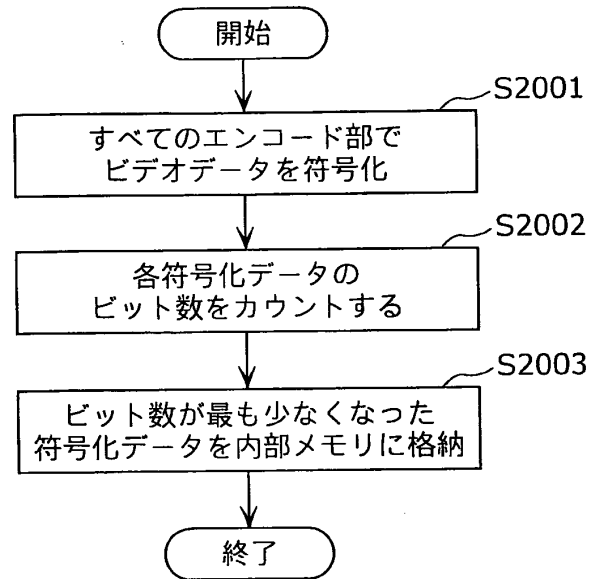 開始
S2001
すべてのエンコード部で
ビデオデータを符号化
S2002
各符号化データの
ビット数をカウントする
S2003
ビット数が最も少なくなった
符号化データを内部メモリに格納
終了